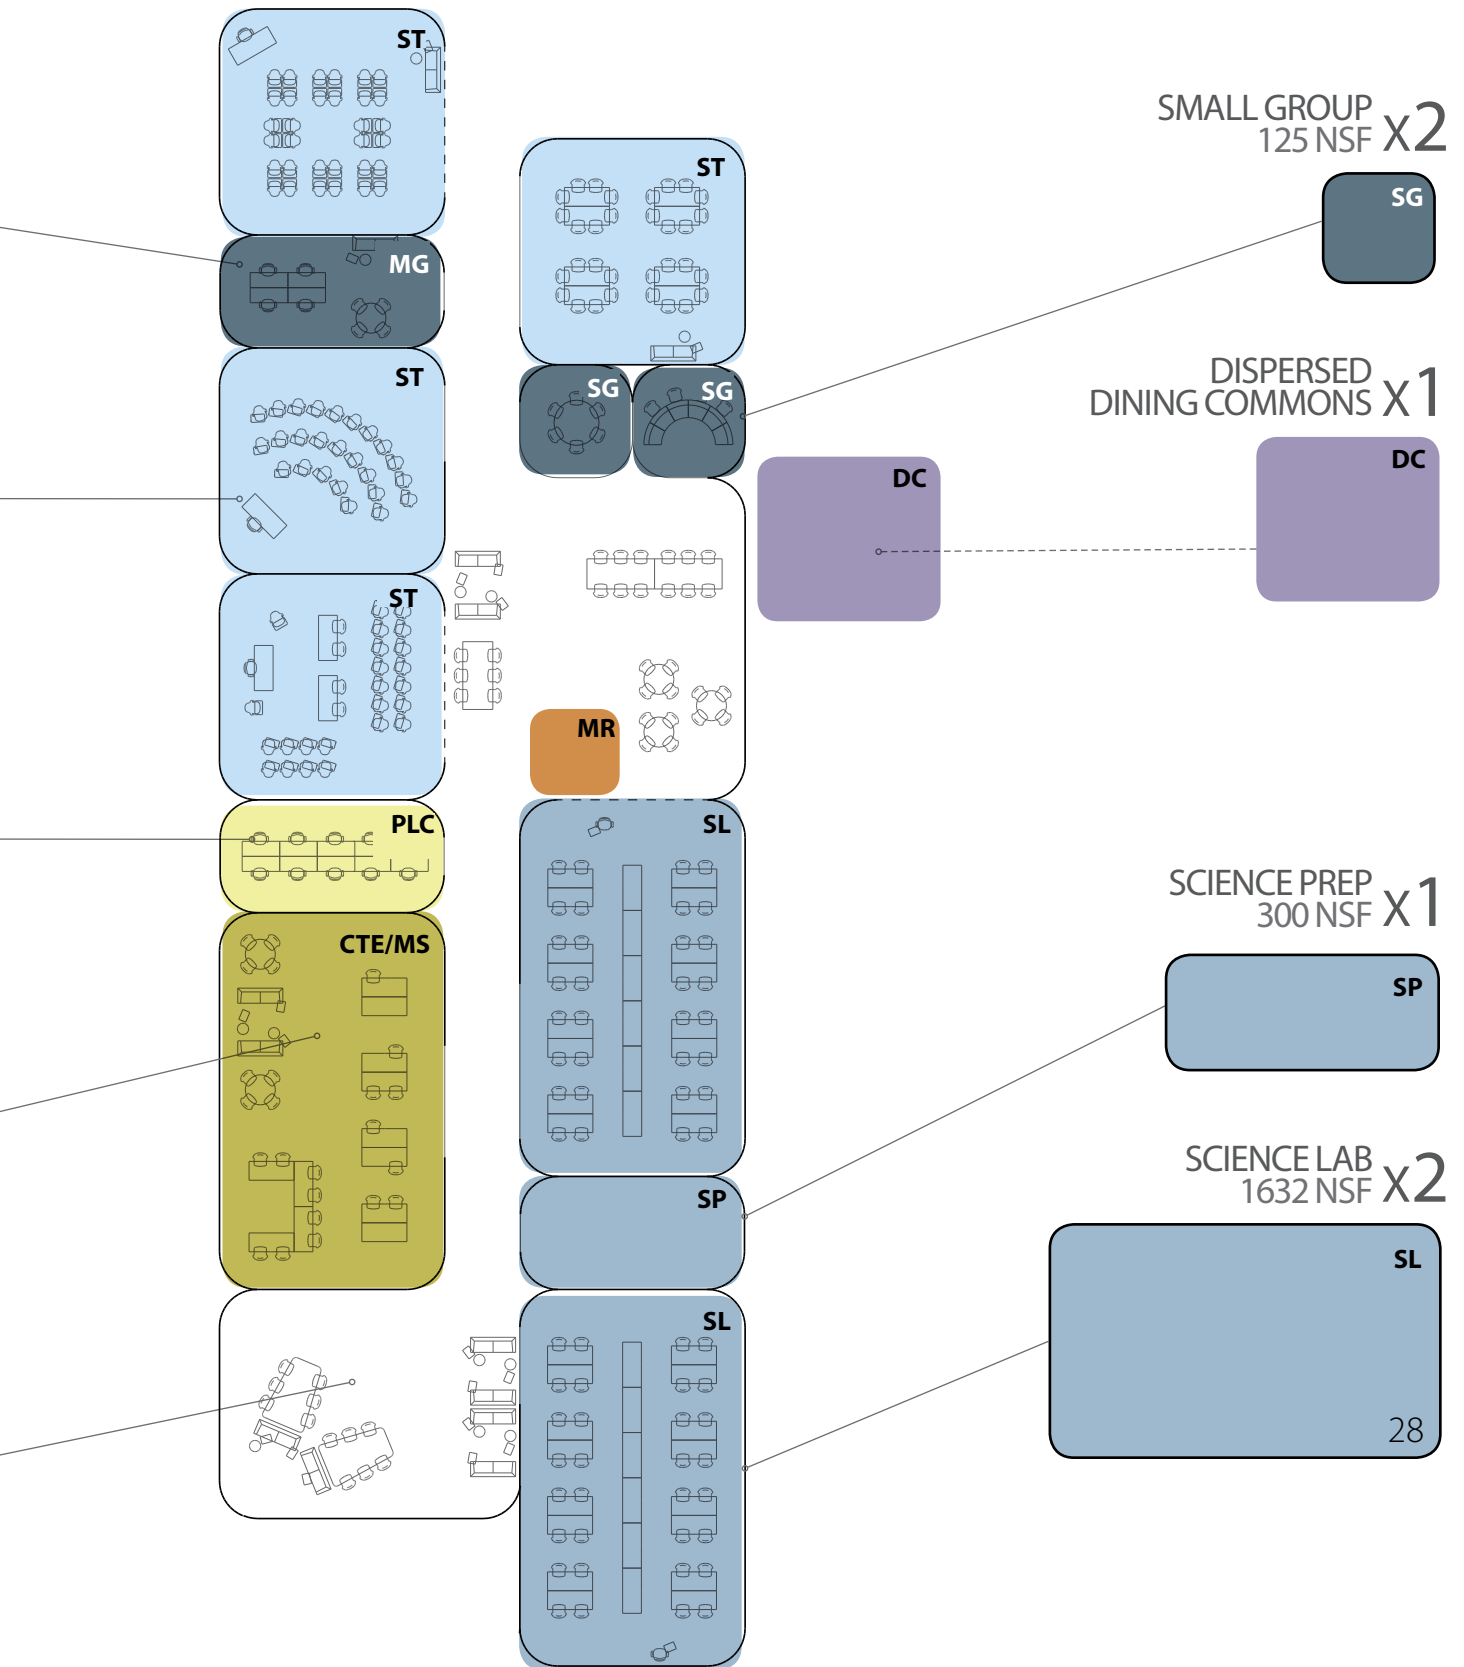 ST
MG
ST
ST
PLC
CTE/MS
ST
SG
SG
DC
MR
SL
SP
SL
SMALL GROUP X2
125 NSF
SG
DISPERSED
DINING COMMONS X1
DC
SCIENCE PREP X1
300 NSF
SP
SCIENCE LAB X2
1632 NSF
SL
28